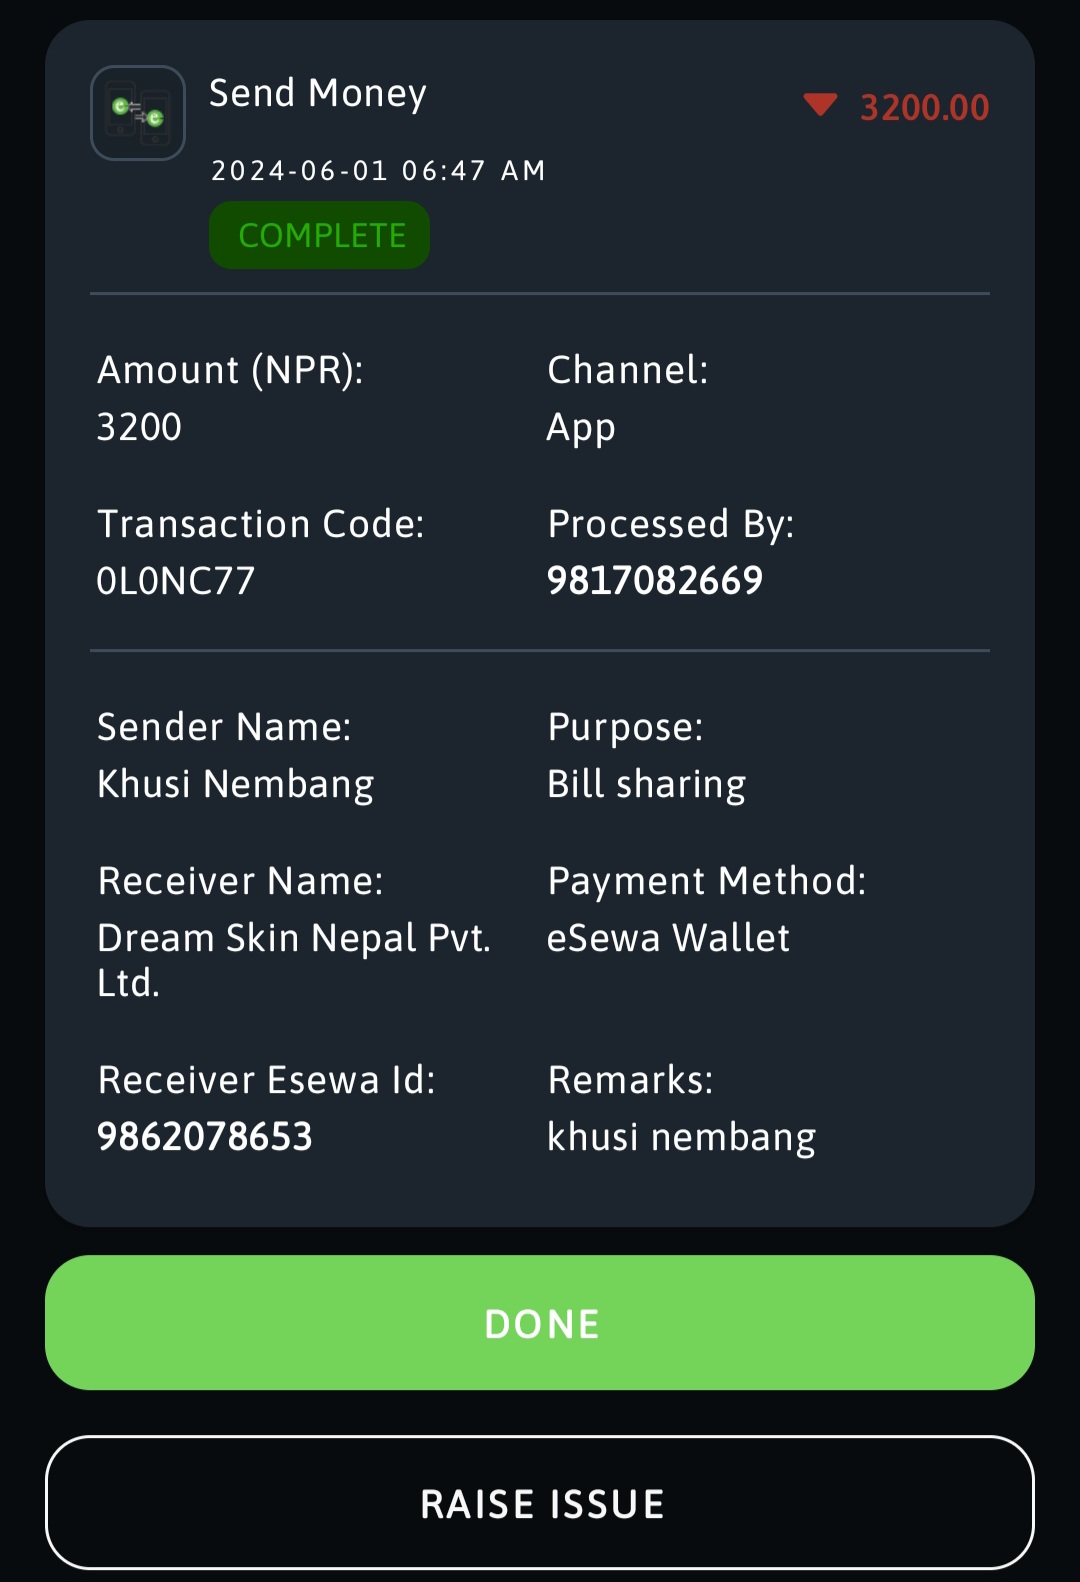 Send Money
3200.00
2024-06-01 06:47 AM
COMPLETE
Amount (NPR):
3200
Channel:
App
Transaction Code:
0L0NC77
Processed By:
9817082669
Sender Name:
Khusi Nembang
Purpose:
Bill sharing
Receiver Name:
Dream Skin Nepal Pvt.
Ltd.
Payment Method:
eSewa Wallet
Receiver Esewa Id:
9862078653
Remarks:
khusi nembang
DONE
RAISE ISSUE